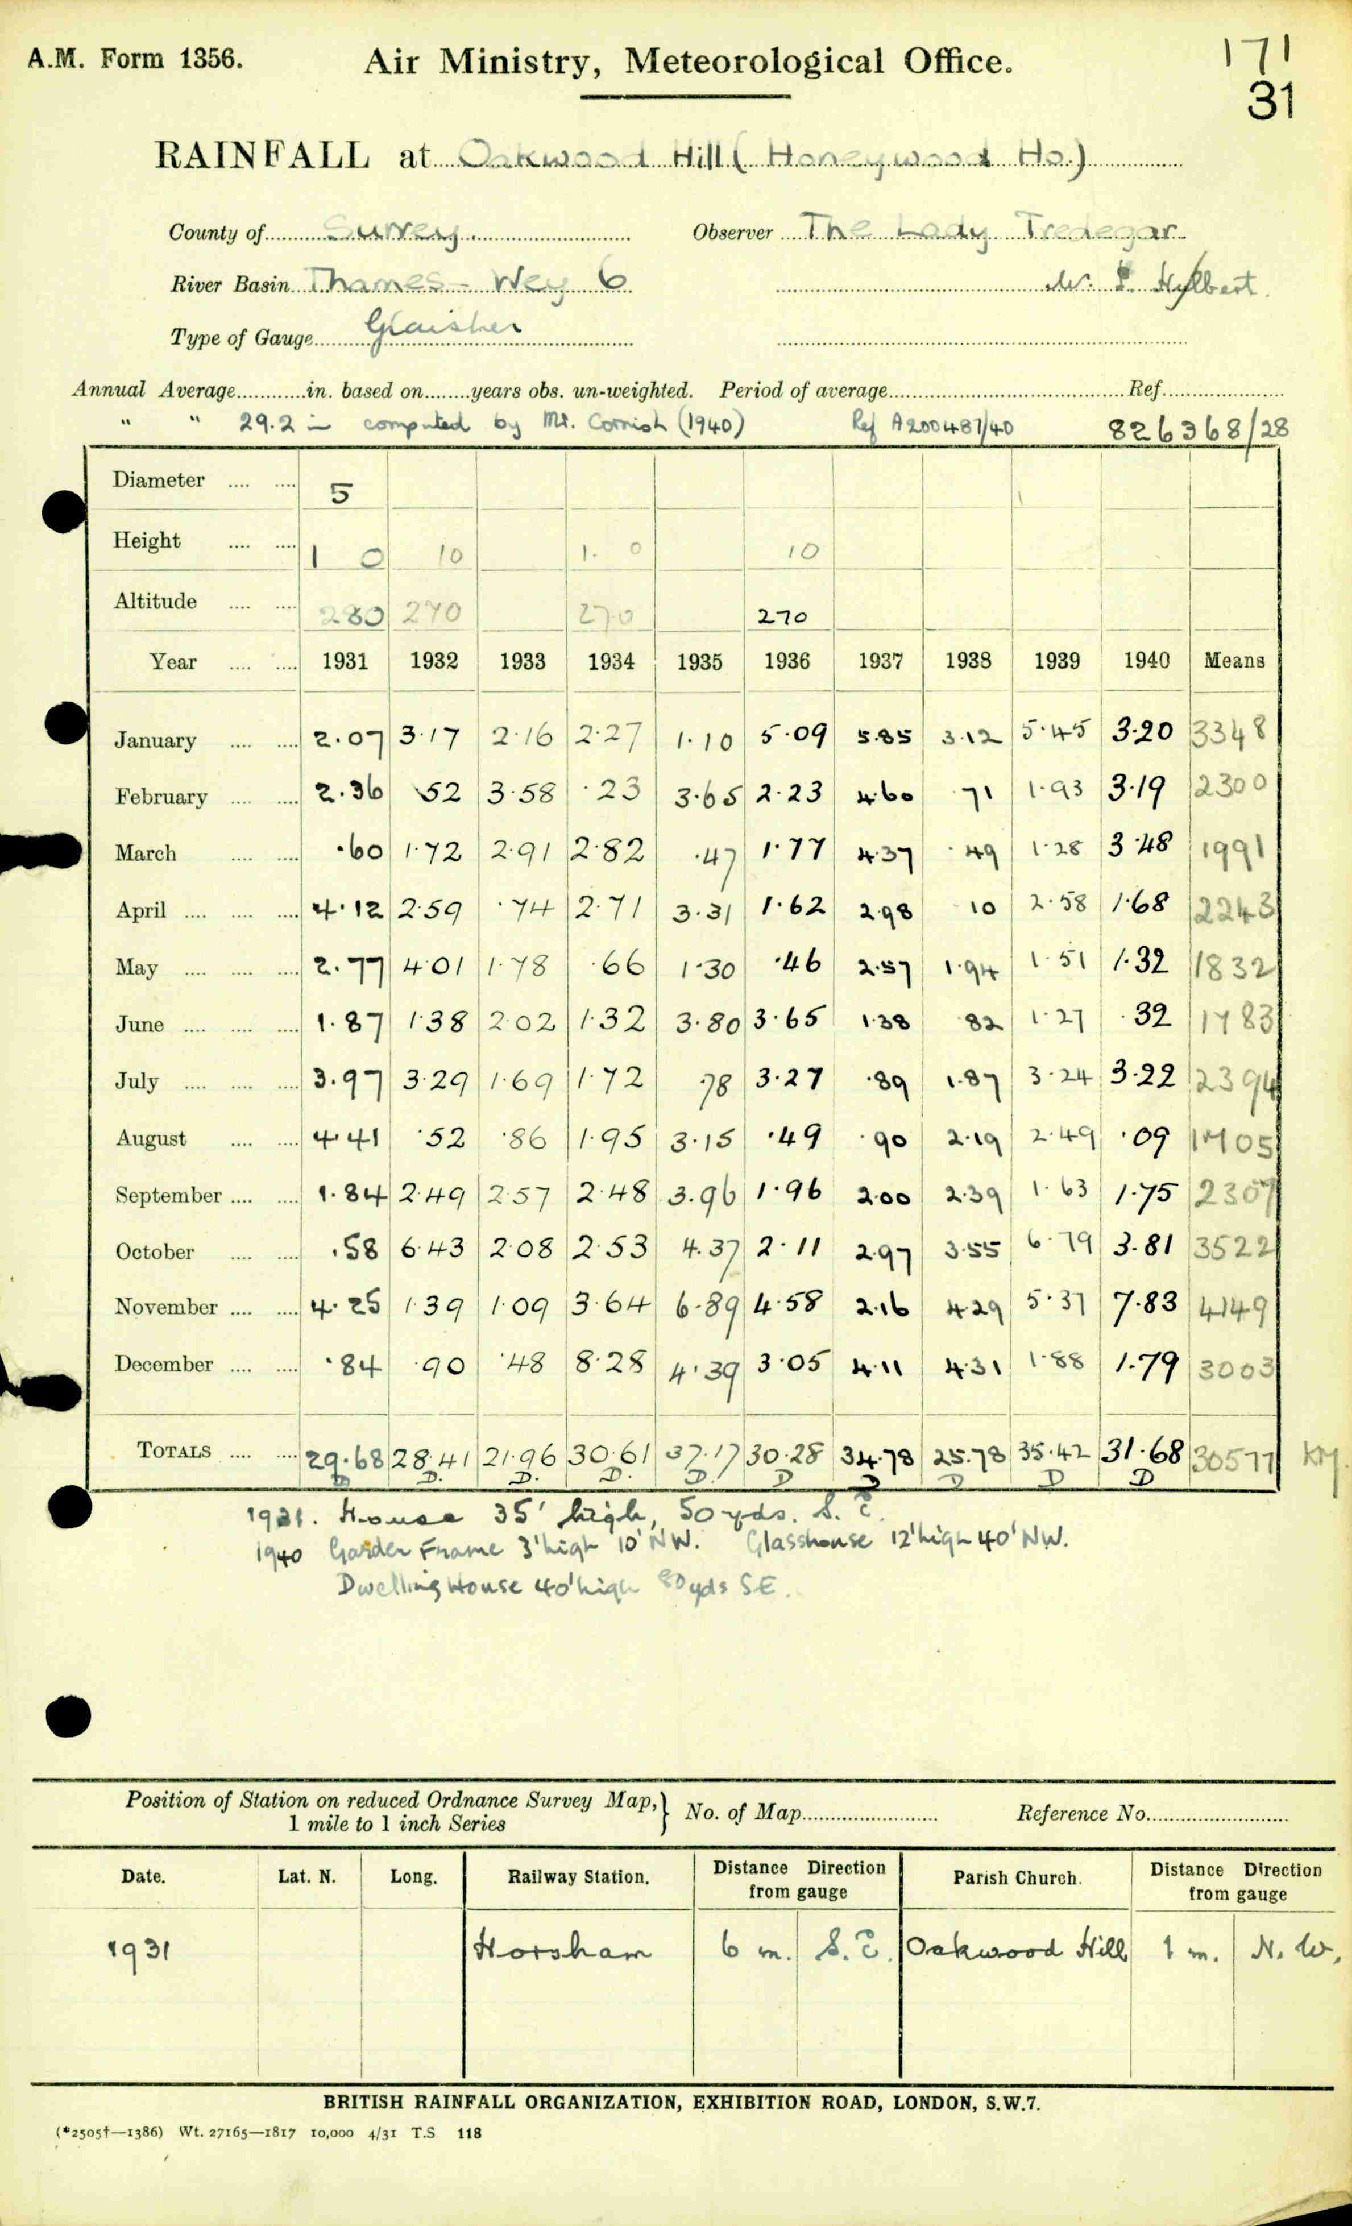 A.M. Form 1356.
Air Ministry, Meteorological Office.
171
31
RAINFALL at Oakwood Hill (Honeywood Ho.)
County of Surrey. Observer The Lady Tredegar
River Basin Thames - Wey 6
Type of Gauge Glaisher
Annual Average in. based on years obs. un-weighted. Period of average Ref.
" " 29.2 in computed by Mr. Cornish (1940) Ref A200487/40 826368/28
Diameter 5
Height 1 0 10 1. 0 10
Altitude 280 270 270 270
Year 1931 1932 1933 1934 1935 1936 1937 1938 1939 1940 Means
January 2.07 3.17 2.16 2.27 1.10 5.09 5.85 3.12 5.45 3.20 3348
February 2.36 .52 3.58 .23 3.65 2.23 4.60 .71 1.93 3.19 2300
March .60 1.72 2.91 2.82 .47 1.77 4.37 .49 1.28 3.48 1991
April 4.12 2.59 .74 2.71 3.31 1.62 2.98 10 2.58 1.68 2243
May 2.77 4.01 1.78 .66 1.30 .46 2.57 1.94 1.51 1.32 1832
June 1.87 1.38 2.02 1.32 3.80 3.65 1.38 82 1.27 .32 1783
July 3.97 3.29 1.69 1.72 .78 3.27 .89 1.87 3.24 3.22 2394
August 4.41 .52 .86 1.95 3.15 .49 .90 2.19 2.49 .09 1705
September 1.84 2.49 2.57 2.48 3.96 1.96 2.00 2.39 1.63 1.75 2307
October .58 6.43 2.08 2.53 4.37 2.11 2.97 3.55 6.79 3.81 3522
November 4.25 1.39 1.09 3.64 6.89 4.58 2.16 4.29 5.37 7.83 4149
December .84 .90 .48 8.28 4.39 3.05 4.11 4.31 1.88 1.79 3003
TOTALS 29.68 28.41 21.96 30.61 37.17 30.28 34.78 25.78 35.42 31.68 30577 KM.
D D. D. D. D. D D D D D
1931. House 35' high, 50 yds. S.E.
1940 Garden Frame 3' high 10' NW. Glasshouse 12' high 40' NW.
Dwelling House 40' high 80 yds SE.
Position of Station on reduced Ordnance Survey Map, 1 mile to 1 inch Series } No. of Map Reference No.
Date. Lat. N. Long. Railway Station. Distance Direction from gauge Parish Church. Distance Direction from gauge
1931 Horsham 6 m. S.E. Oakwood Hill 1 m. N.W.
BRITISH RAINFALL ORGANIZATION, EXHIBITION ROAD, LONDON, S.W.7.
(*2505†—1386) Wt. 27165—1817 10,000 4/31 T.S 118